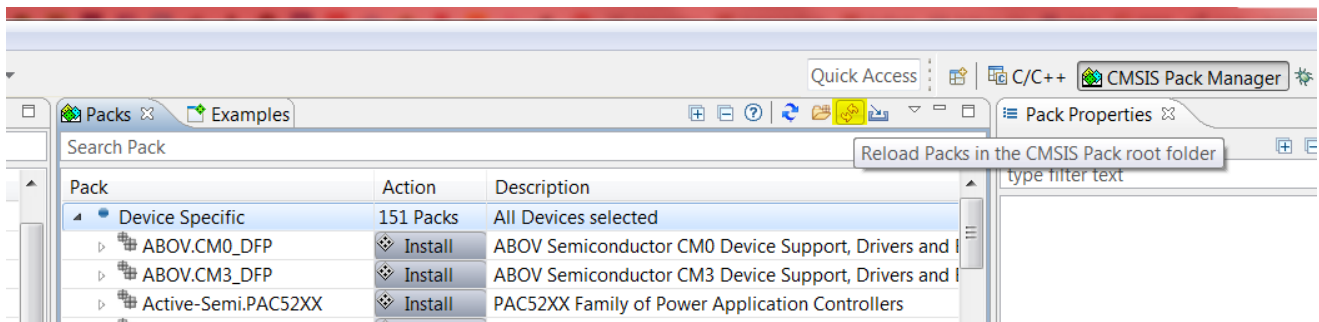 Quick Access
C/C++
CMSIS Pack Manager
Packs
Examples
Pack Properties
Search Pack
Reload Packs in the CMSIS Pack root folder
type filter text
Pack Action Description
Device Specific 151 Packs All Devices selected
ABOV.CM0_DFP Install ABOV Semiconductor CM0 Device Support, Drivers and
ABOV.CM3_DFP Install ABOV Semiconductor CM3 Device Support, Drivers and
Active-Semi.PAC52XX Install PAC52XX Family of Power Application Controllers